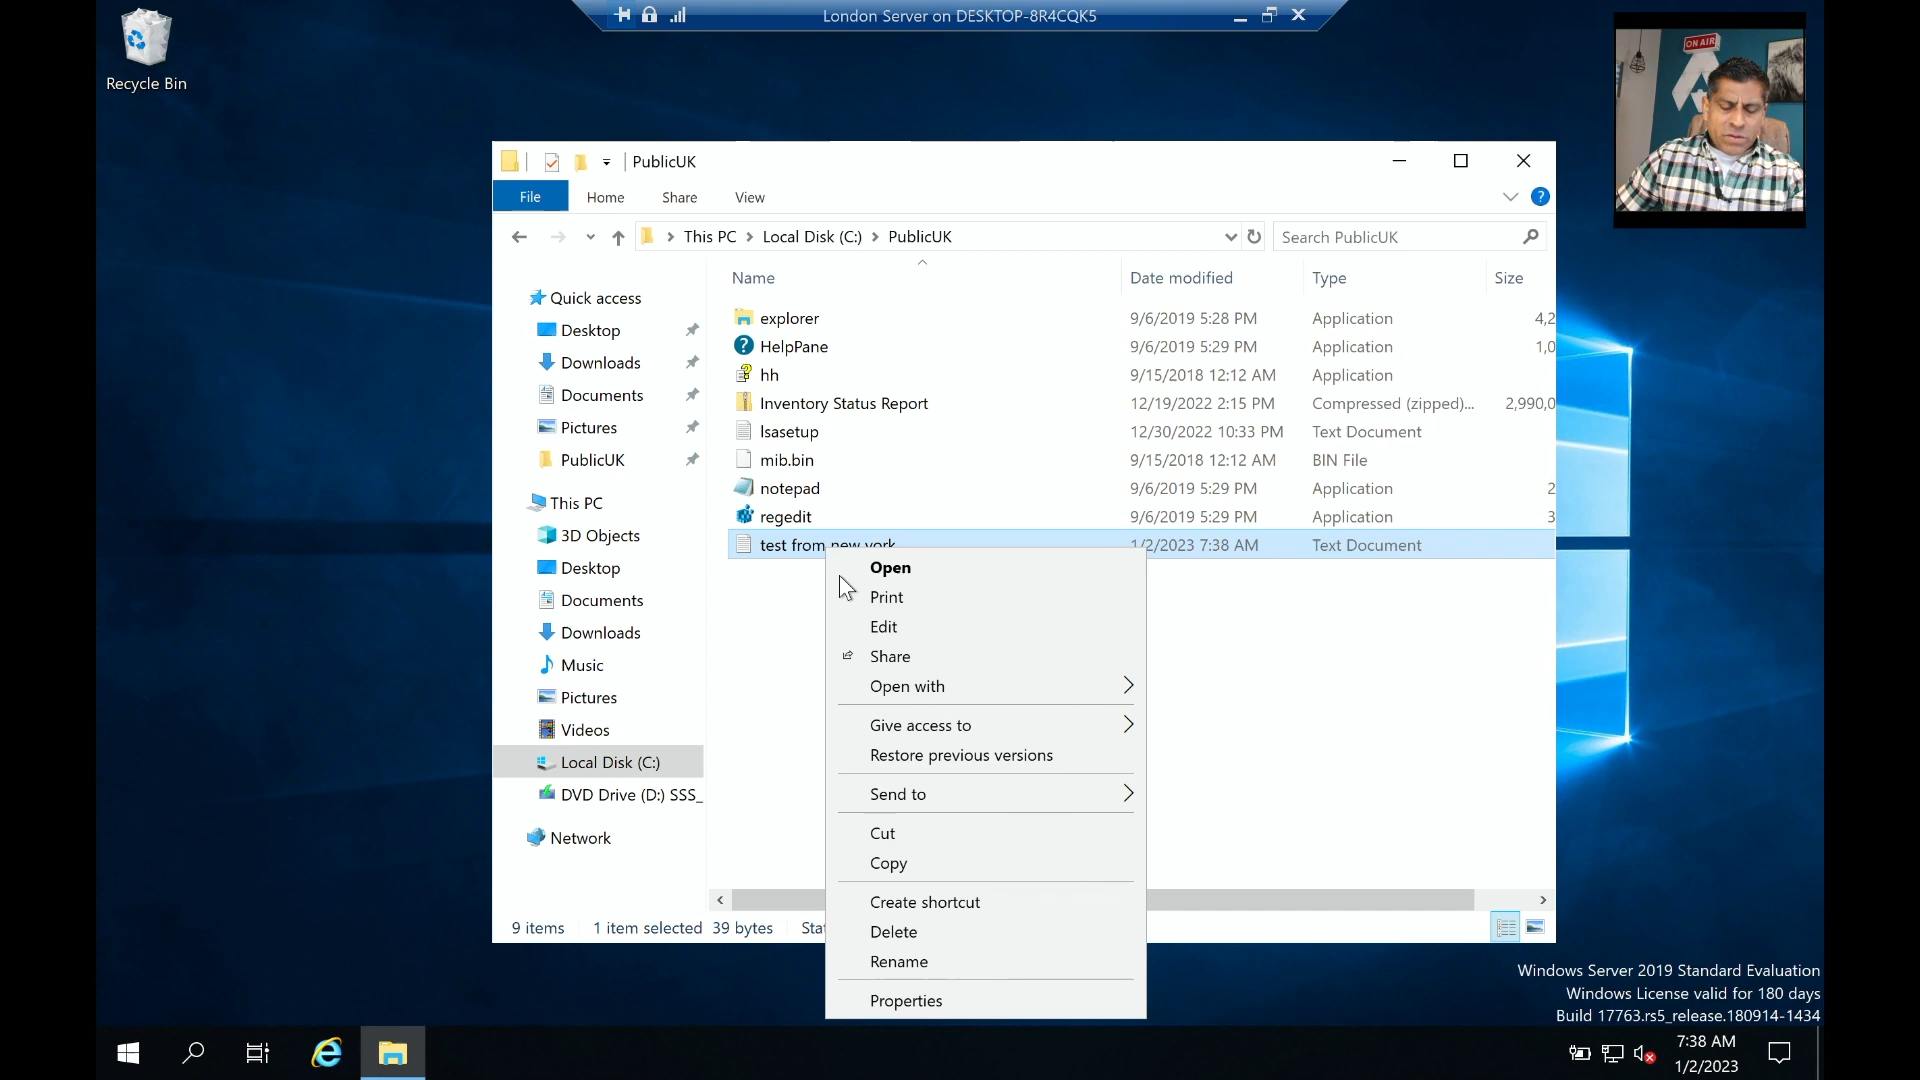 London Server on DESKTOP-8R4CQK5
Recycle Bin
ON AIR
PublicUK
File
Home
Share
View
This PC
Local Disk (C:)
PublicUK
Search PublicUK
Name
Date modified
Type
Size
Quick access
Desktop
Downloads
Documents
Pictures
PublicUK
This PC
3D Objects
Desktop
Documents
Downloads
Music
Pictures
Videos
Local Disk (C:)
DVD Drive (D:) SSS_
Network
explorer 9/6/2019 5:28 PM Application 4,2
HelpPane 9/6/2019 5:29 PM Application 1,0
hh 9/15/2018 12:12 AM Application
Inventory Status Report 12/19/2022 2:15 PM Compressed (zipped)... 2,990,0
lsasetup 12/30/2022 10:33 PM Text Document
mib.bin 9/15/2018 12:12 AM BIN File
notepad 9/6/2019 5:29 PM Application 2
regedit 9/6/2019 5:29 PM Application 3
test from new york 1/2/2023 7:38 AM Text Document
Open
Print
Edit
Share
Open with
Give access to
Restore previous versions
Send to
Cut
Copy
Create shortcut
Delete
Rename
Properties
9 items 1 item selected 39 bytes Sta
Windows Server 2019 Standard Evaluation
Windows License valid for 180 days
Build 17763.rs5_release.180914-1434
7:38 AM
1/2/2023